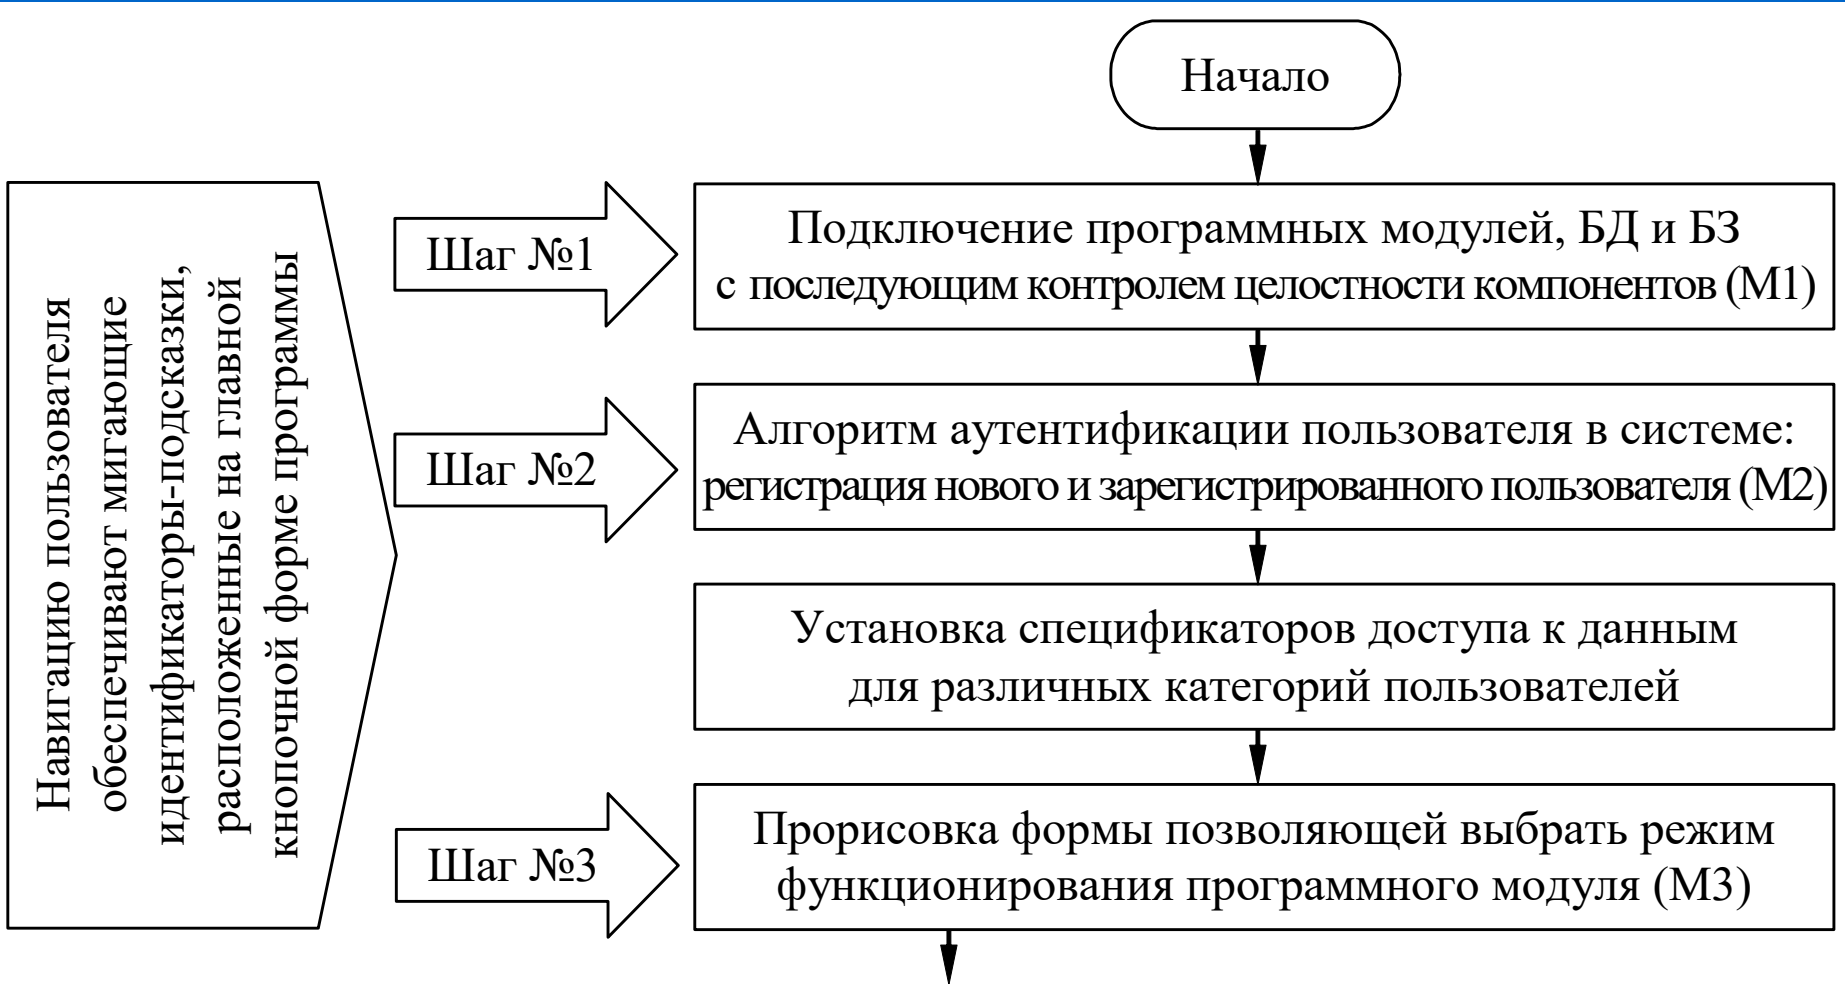 Начало
Навигацию пользователя
обеспечивают мигающие
идентификаторы-подсказки,
расположенные на главной
кнопочной форме программы
Шаг №1
Подключение программных модулей, БД и БЗ
с последующим контролем целостности компонентов (М1)
Шаг №2
Алгоритм аутентификации пользователя в системе:
регистрация нового и зарегистрированного пользователя (М2)
Установка спецификаторов доступа к данным
для различных категорий пользователей
Шаг №3
Прорисовка формы позволяющей выбрать режим
функционирования программного модуля (М3)